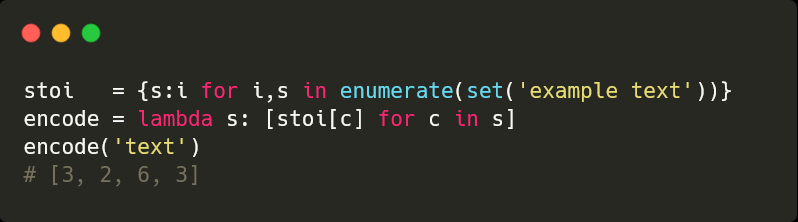 stoi   = {s:i for i,s in enumerate(set('example text'))}
encode = lambda s: [stoi[c] for c in s]
encode('text')
# [3, 2, 6, 3]